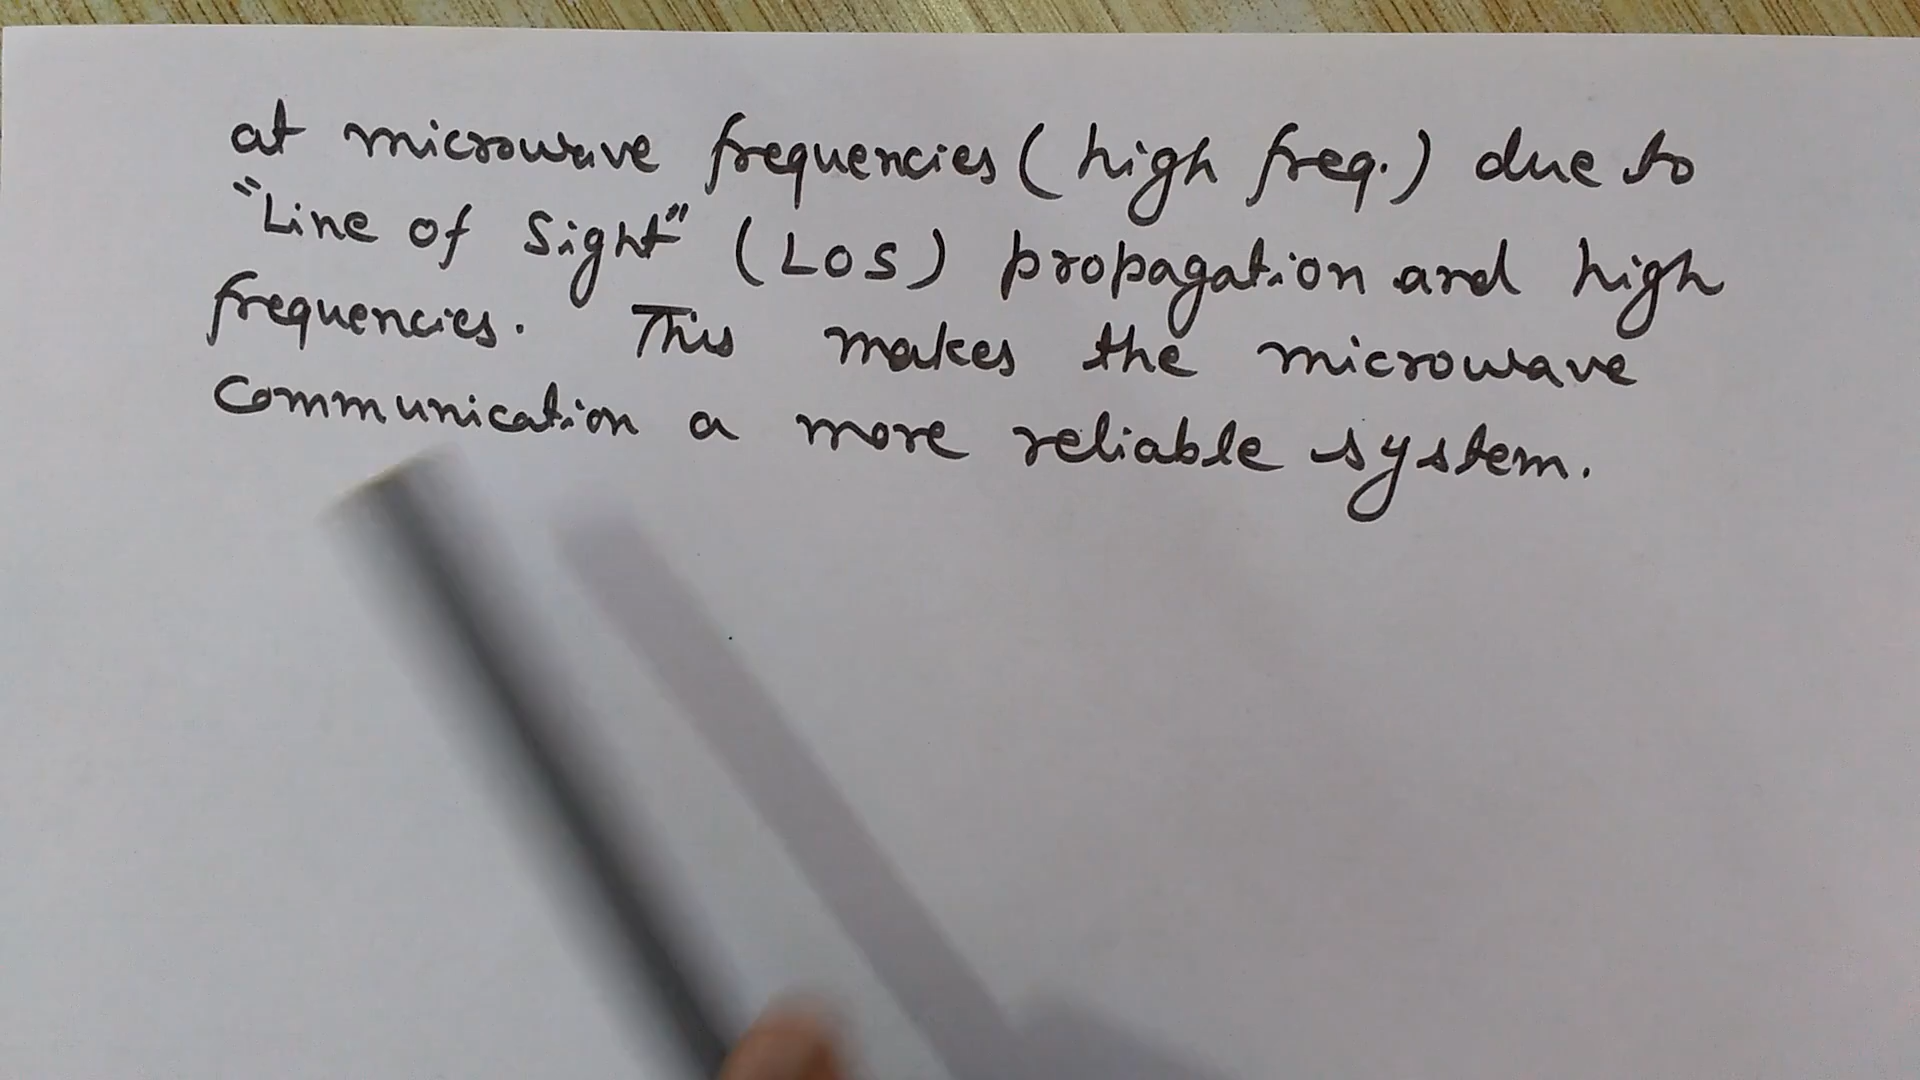 at microwave frequencies (high freq.) due to
"Line of Sight" (LOS) propagation and high
frequencies. This makes the microwave
Communication a more reliable system.